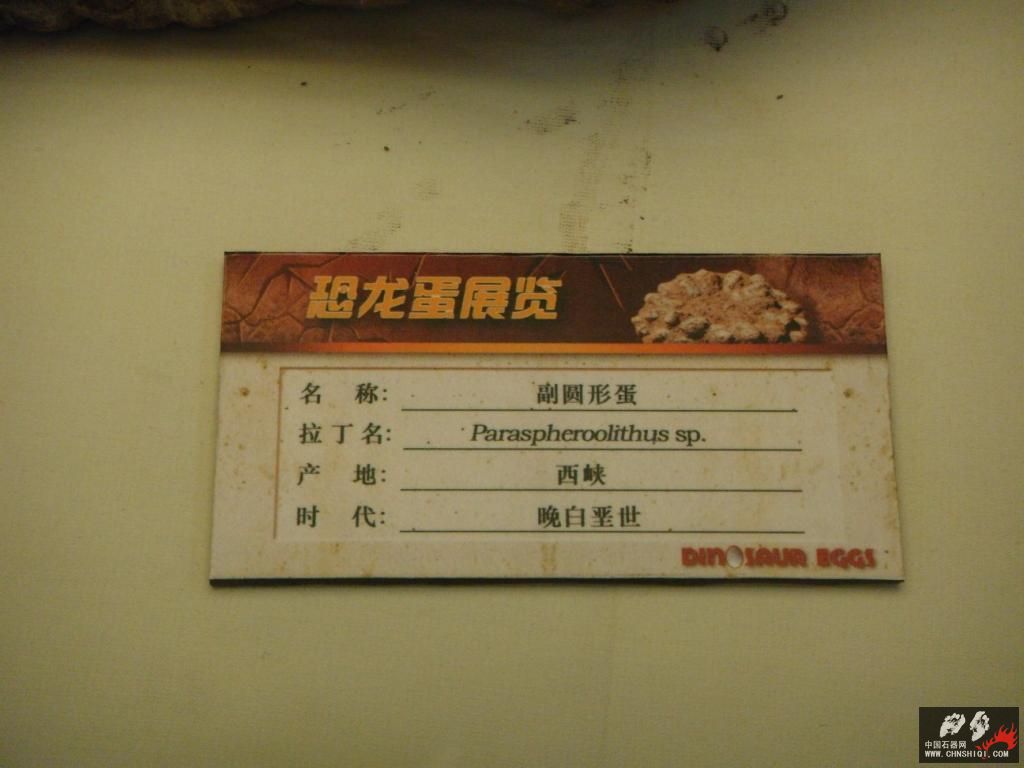 恐龙蛋展览
名 称: 副圆形蛋
拉丁名: Paraspheroolithus sp.
产 地: 西峡
时 代: 晚白垩世
DINOSAUR EGGS
中国石器网
WWW.CHNSHIQI.COM